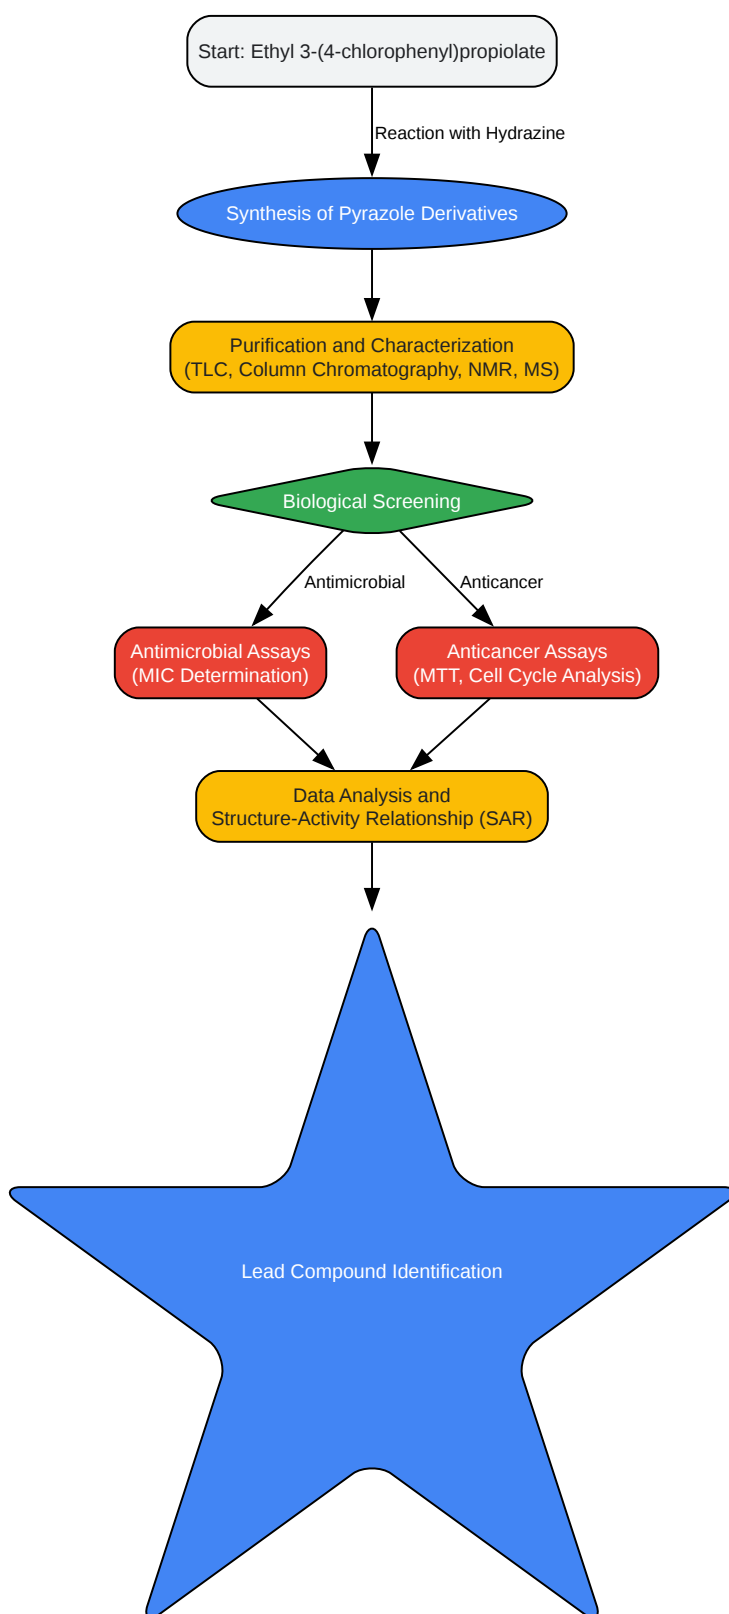 Start: Ethyl 3-(4-chlorophenyl)propiolate
Reaction with Hydrazine
Synthesis of Pyrazole Derivatives
Purification and Characterization
(TLC, Column Chromatography, NMR, MS)
Biological Screening
Antimicrobial
Anticancer
Antimicrobial Assays
(MIC Determination)
Anticancer Assays
(MTT, Cell Cycle Analysis)
Data Analysis and
Structure-Activity Relationship (SAR)
Lead Compound Identification